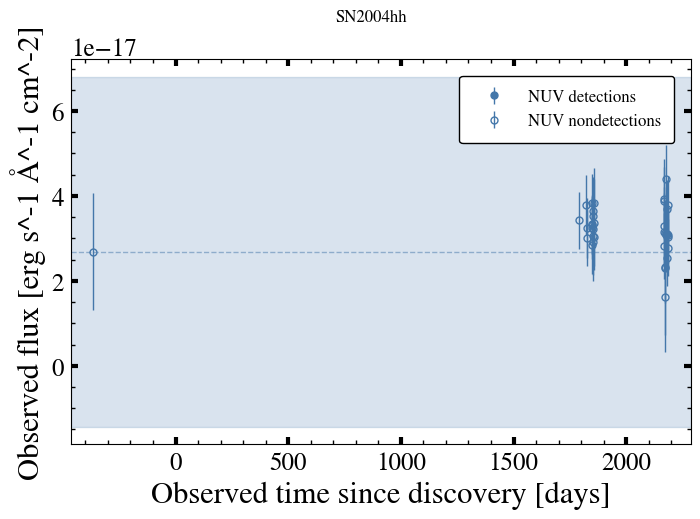 SN2004hh
1e−17
NUV detections
NUV nondetections
6
4
2
0
Observed flux [erg s^-1 Å^-1 cm^-2]
0 500 1000 1500 2000
Observed time since discovery [days]